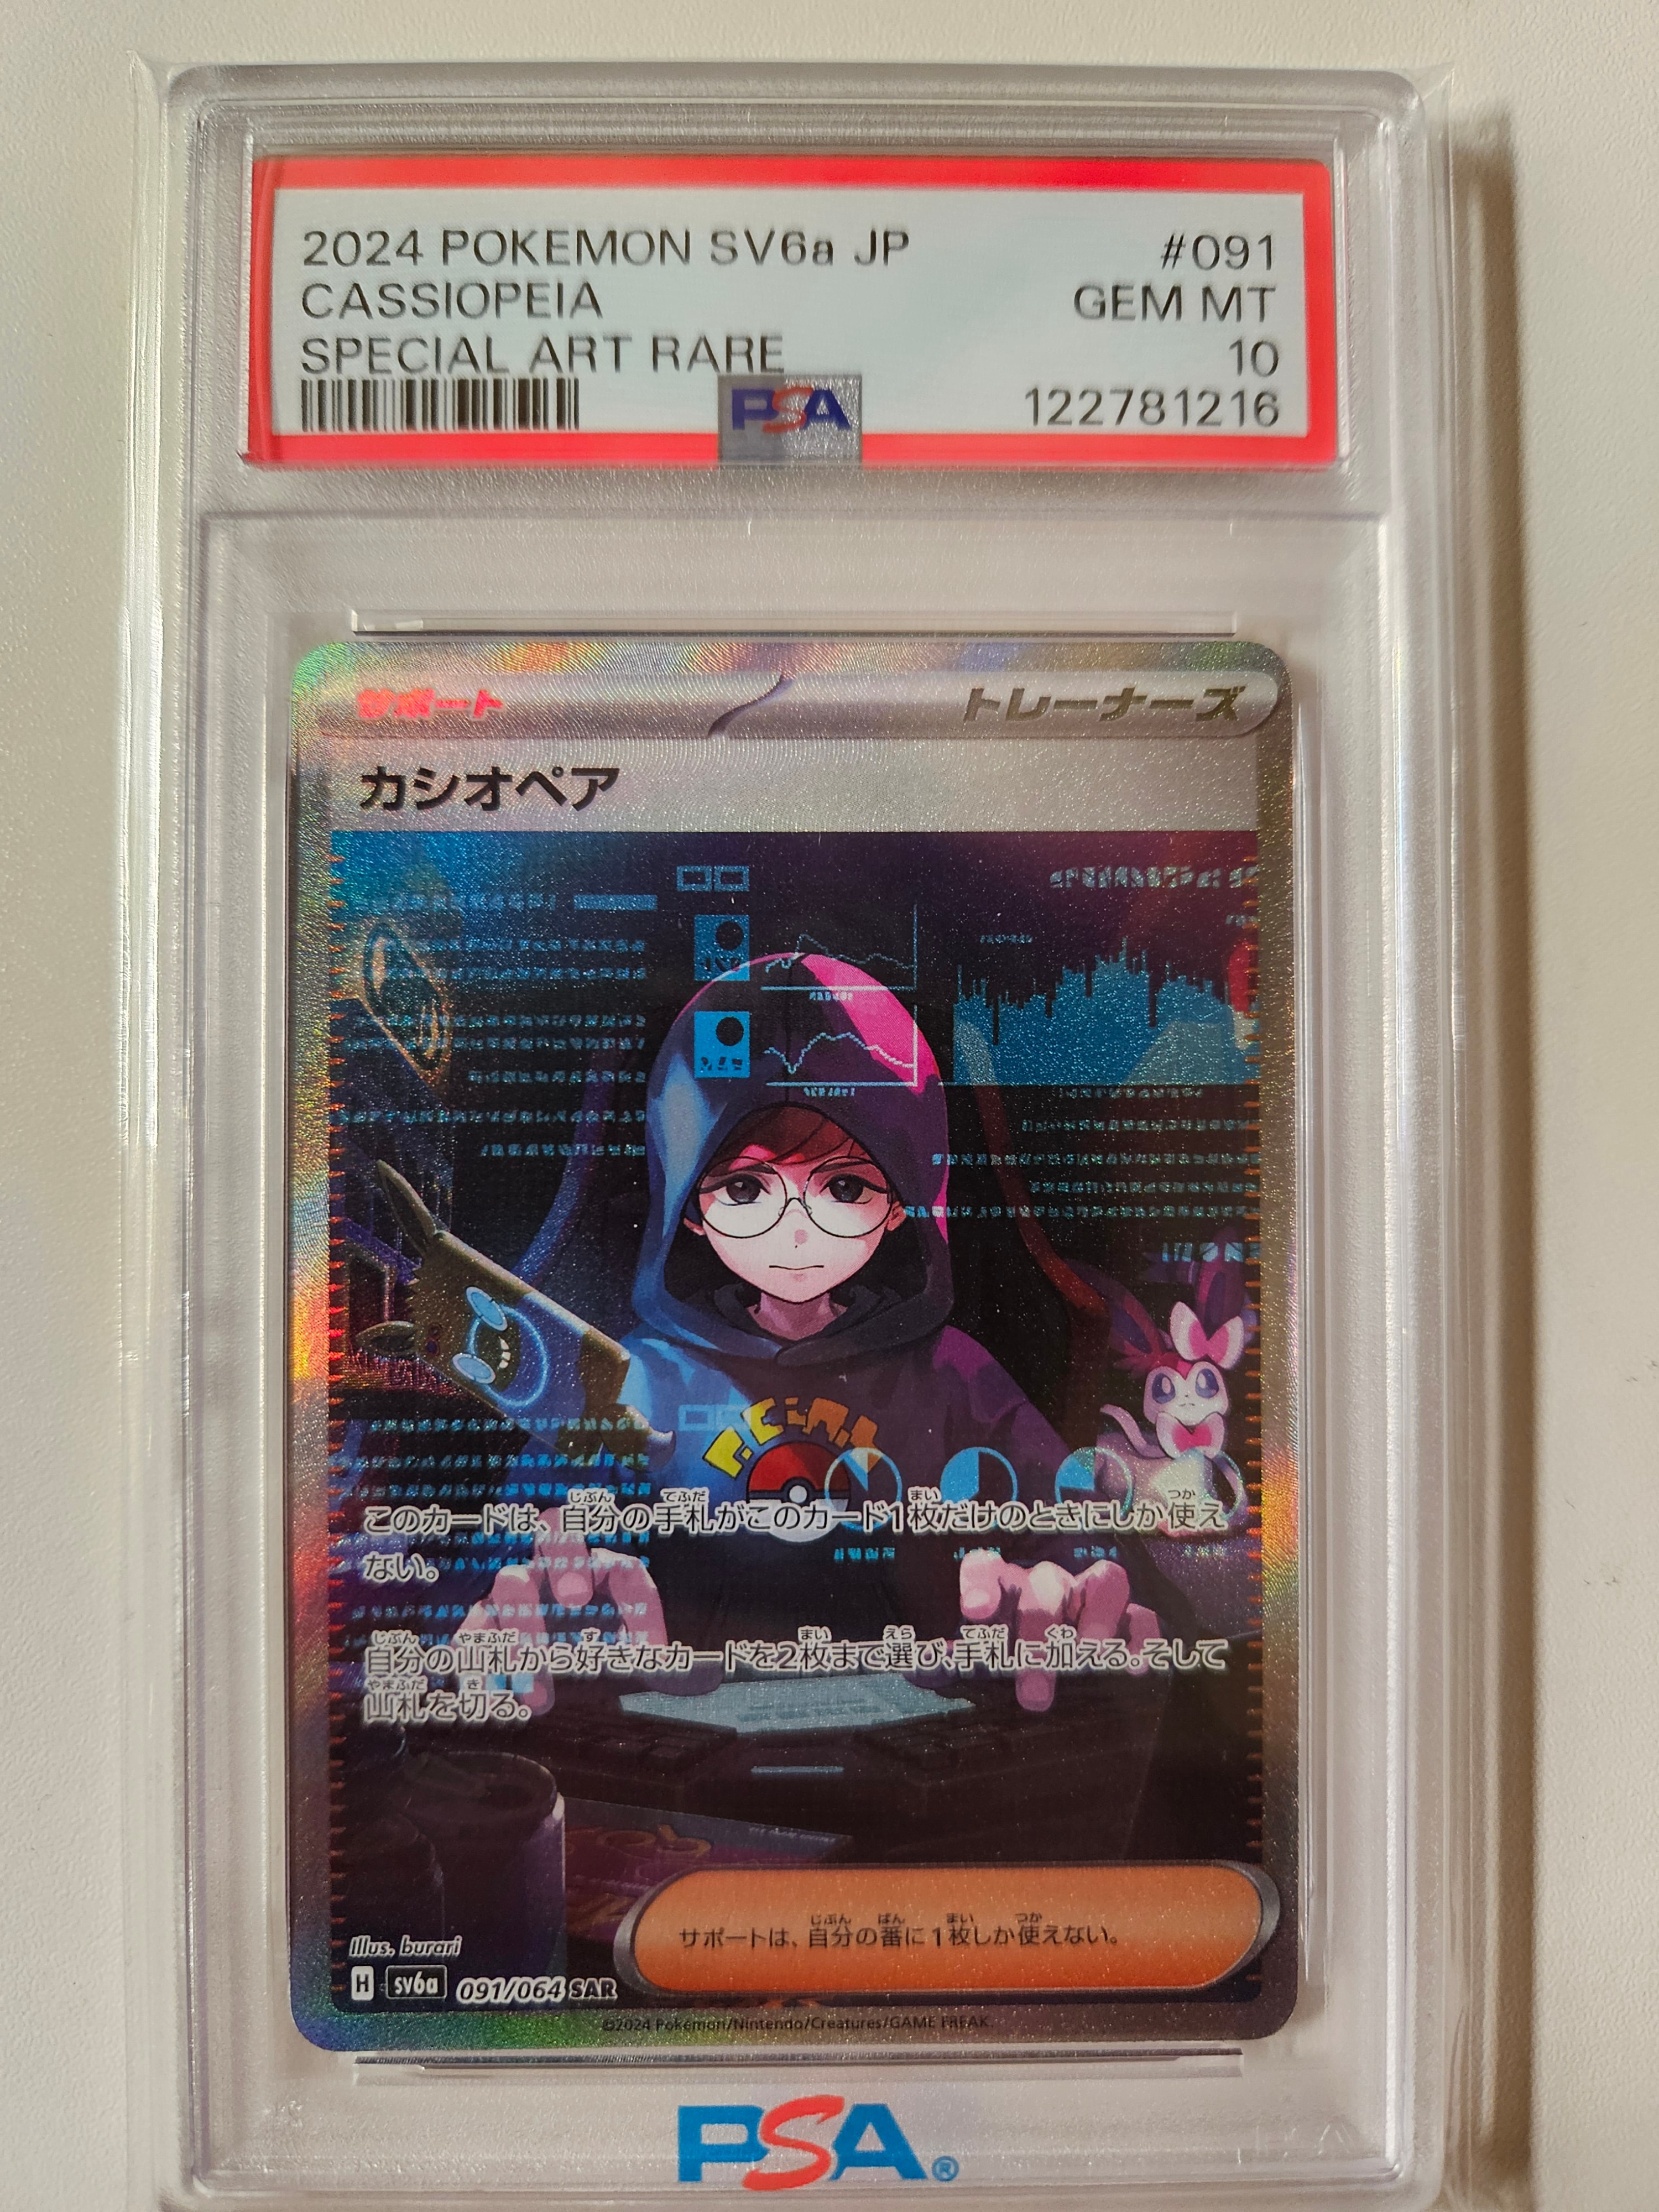 2024 POKEMON SV6a JP #091
CASSIOPEIA GEM MT
SPECIAL ART RARE 10
PSA 122781216
サポート トレーナーズ
カシオペア
このカードは、自分の手札がこのカード1枚だけのときにしか使え
ない。
自分の山札から好きなカードを2枚まで選び、手札に加える。そして
山札を切る。
サポートは、自分の番に1枚しか使えない。
Illus. burari
H sv6a 091/064 SAR
©2024 Pokémon/Nintendo/Creatures/GAME FREAK
PSA®